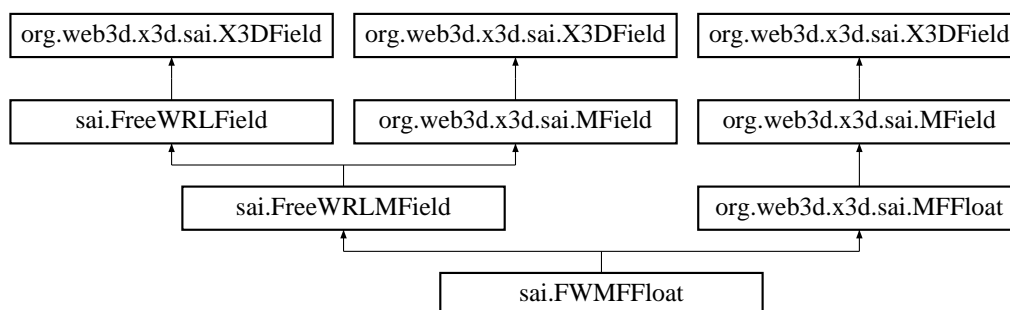 org.web3d.x3d.sai.X3DField org.web3d.x3d.sai.X3DField org.web3d.x3d.sai.X3DField
sai.FreeWRLField org.web3d.x3d.sai.MField org.web3d.x3d.sai.MField
sai.FreeWRLMField org.web3d.x3d.sai.MFFloat
sai.FWMFFloat